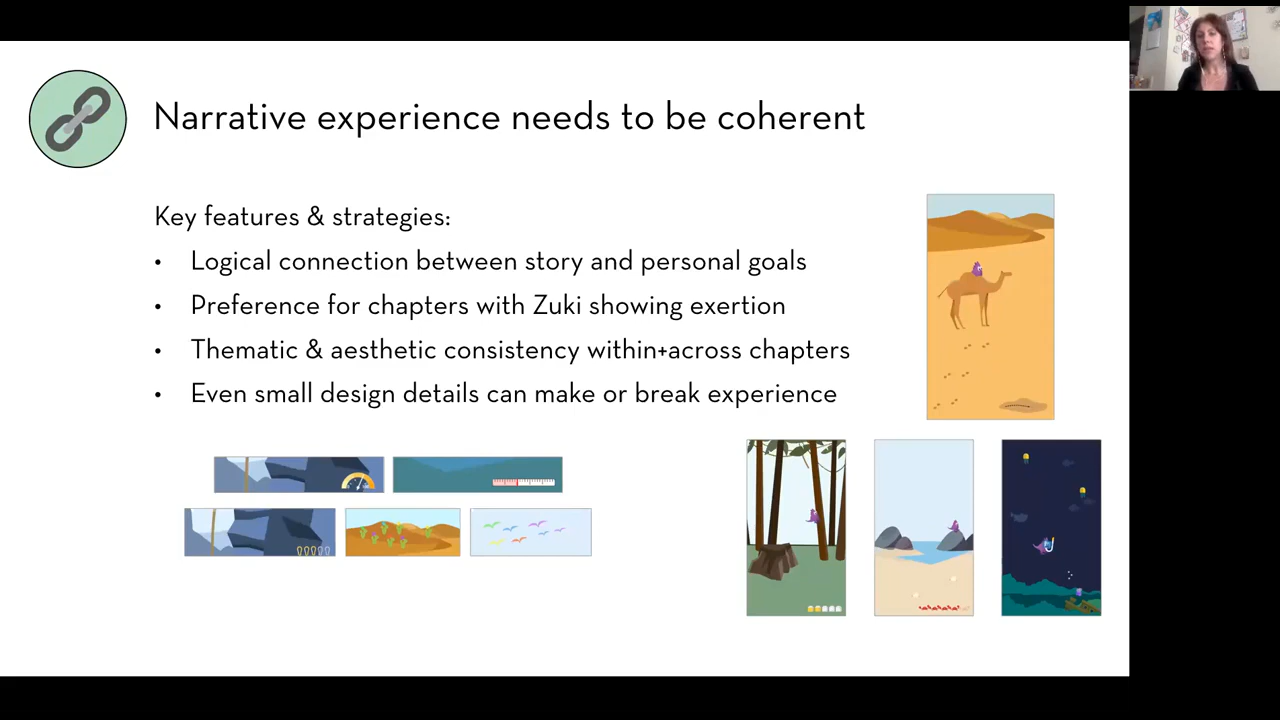 Narrative experience needs to be coherent
Key features & strategies:
• Logical connection between story and personal goals
• Preference for chapters with Zuki showing exertion
• Thematic & aesthetic consistency within+across chapters
• Even small design details can make or break experience